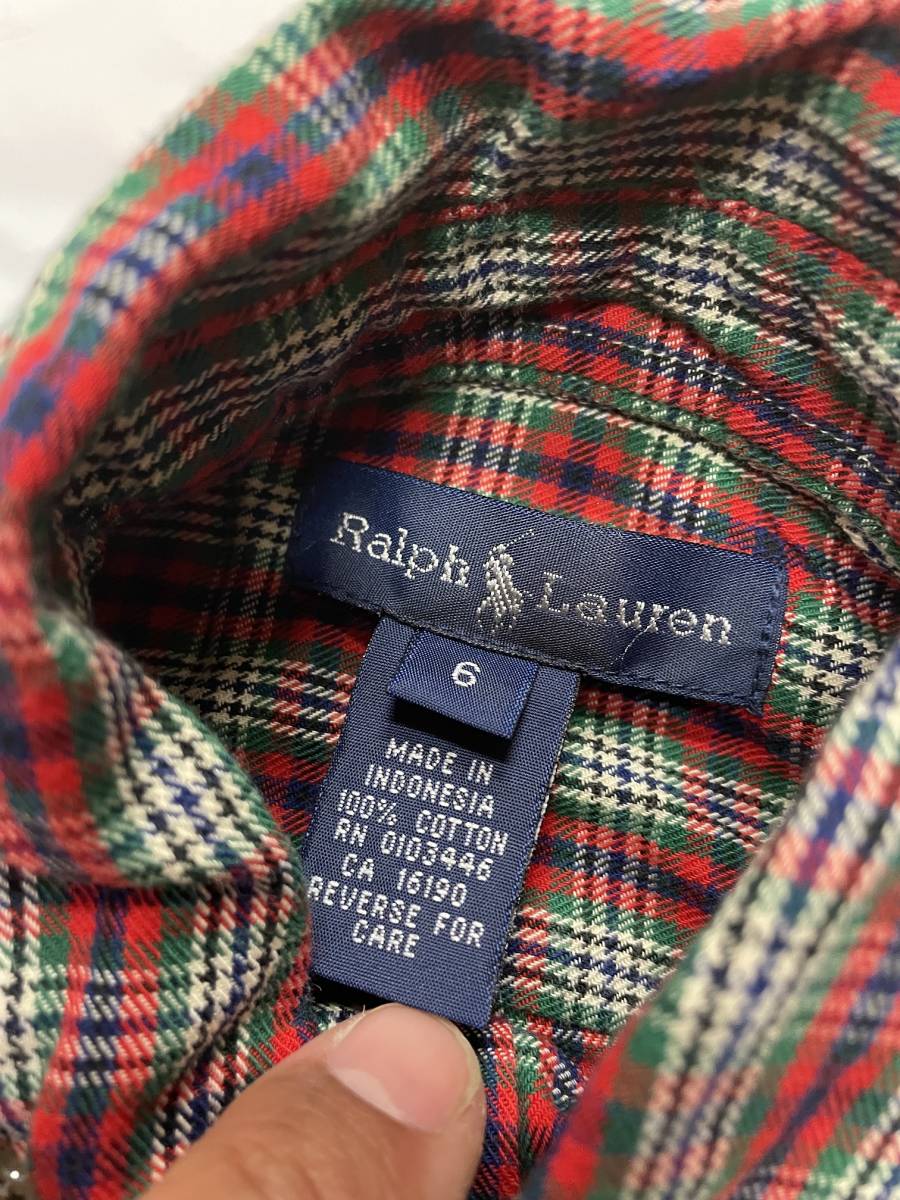 Ralph Lauren
6
MADE IN
INDONESIA
100% COTTON
RN 0103446
CA 16190
REVERSE FOR
CARE